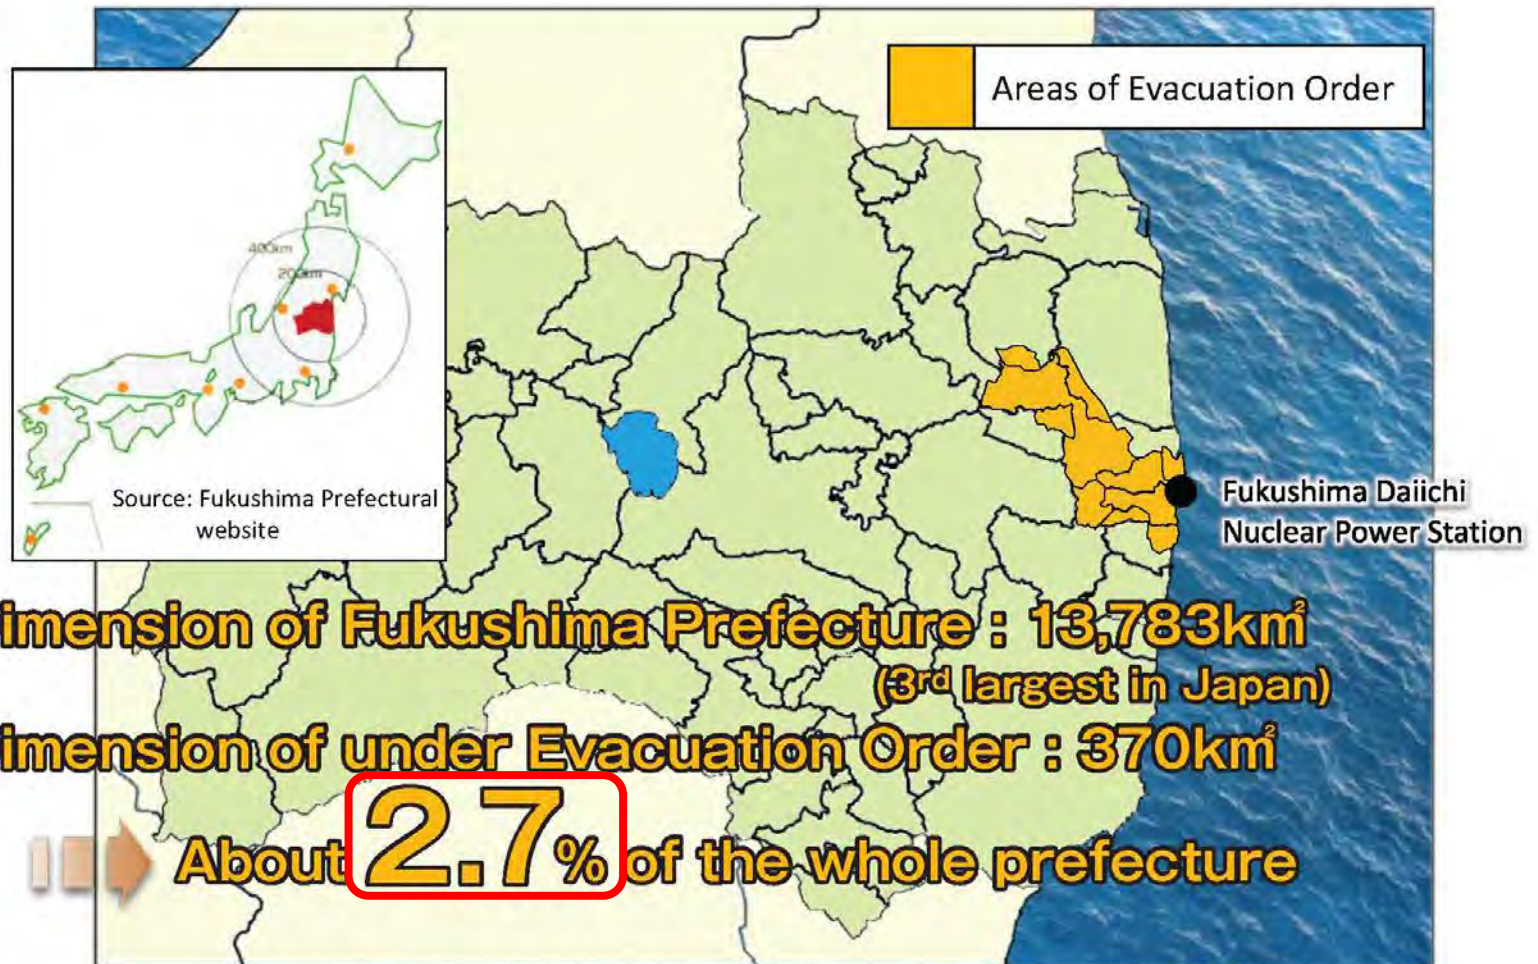 Areas of Evacuation Order
400km
200km
Source: Fukushima Prefectural
website
Fukushima Daiichi
Nuclear Power Station
imension of Fukushima Prefecture : 13,783㎢
(3rd largest in Japan)
imension of under Evacuation Order : 370㎢
About 2.7% of the whole prefecture